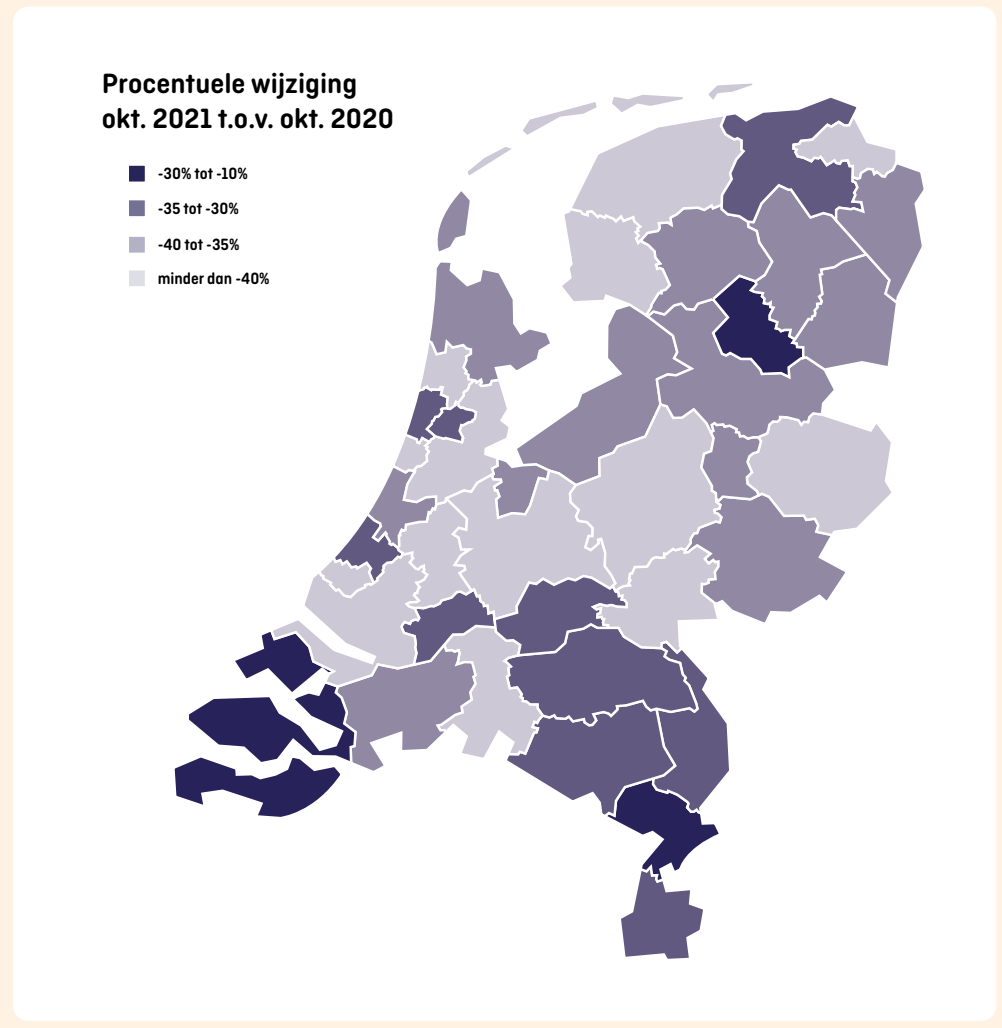 Procentuele wijziging
okt. 2021 t.o.v. okt. 2020
-30% tot -10%
-35 tot -30%
-40 tot -35%
minder dan -40%